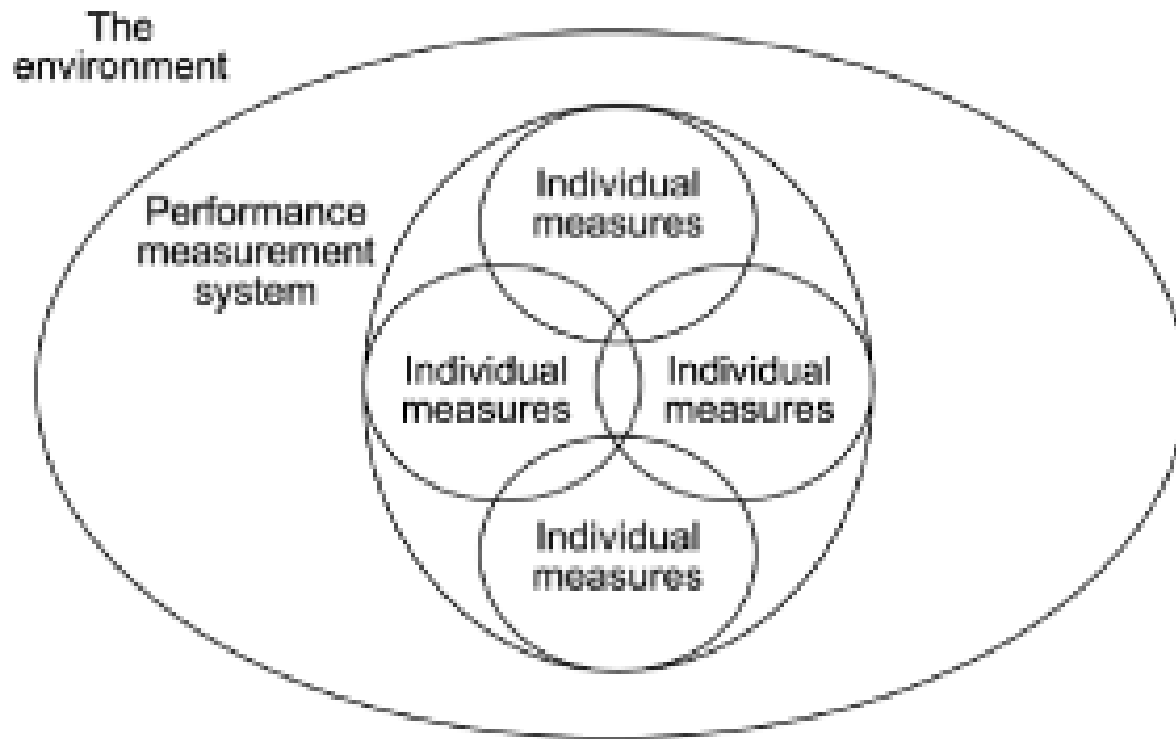 The
environment
Individual
measures
Performance
measurement
system
Individual
measures
Individual
measures
Individual
measures